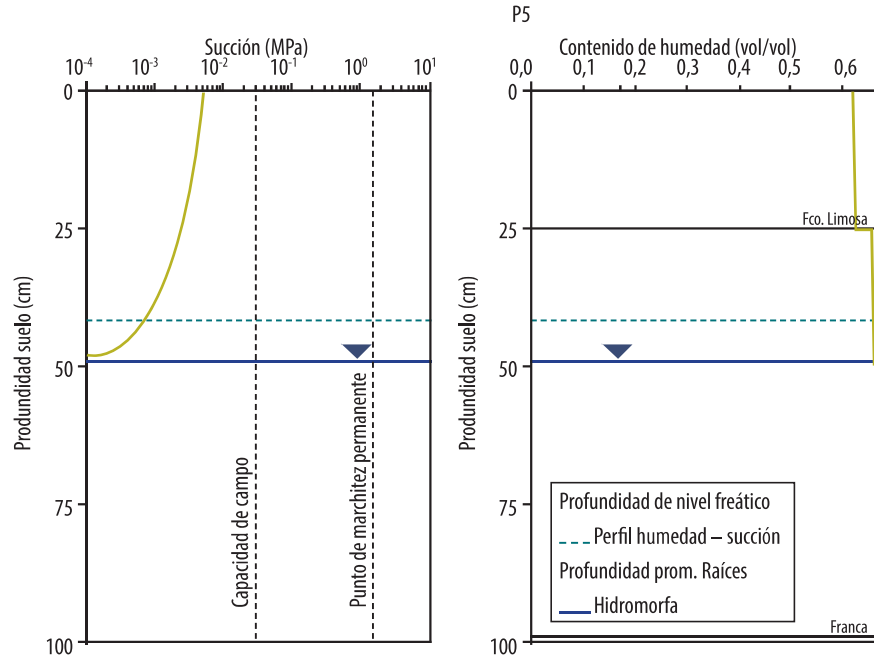 P5
Succión (MPa)
10-4 10-3 10-2 10-1 100 101
0
25
50
75
100
Produndidad suelo (cm)
Capacidad de campo
Punto de marchitez permanente
Contenido de humedad (vol/vol)
0,0 0,1 0,2 0,3 0,4 0,5 0,6
0
25
50
75
100
Produndidad suelo (cm)
Fco. Limosa
Profundidad de nivel freático
Perfil humedad – succión
Profundidad prom. Raíces
Hidromorfa
Franca